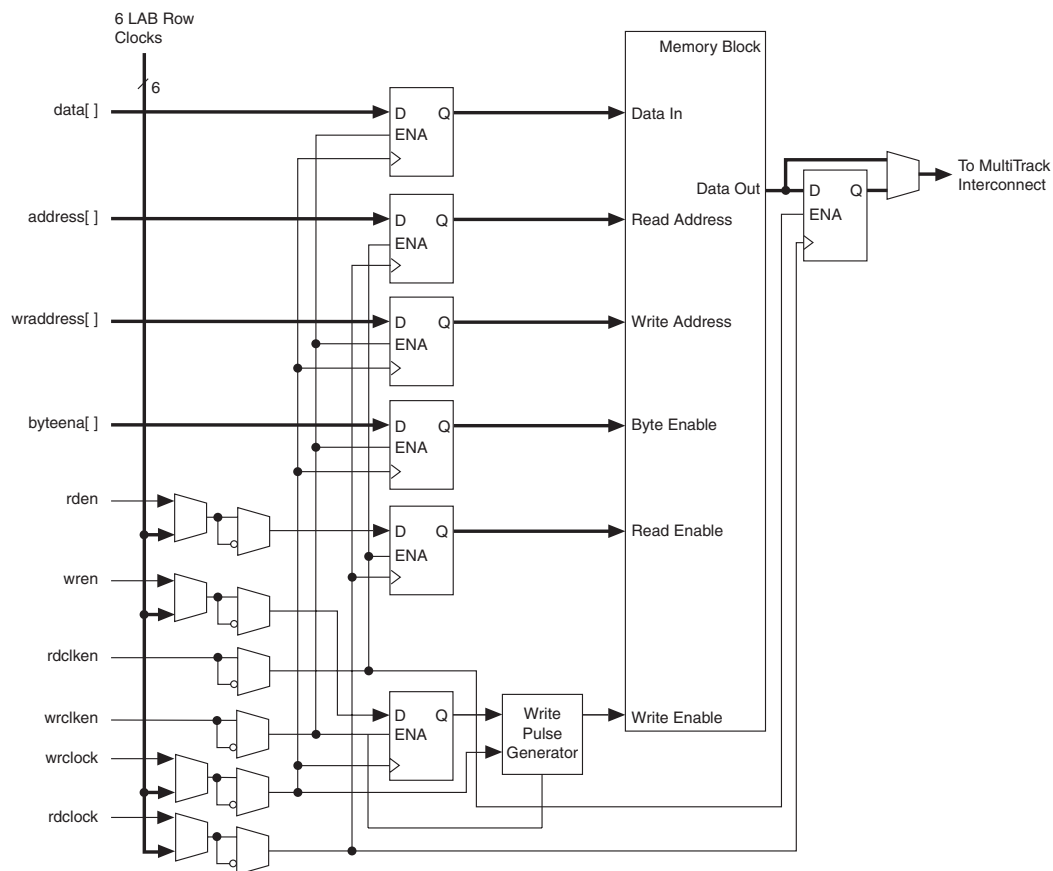 6 LAB Row
Clocks
6
Memory Block
data[ ]
D Q
ENA
Data In
To MultiTrack
Interconnect
Data Out
D Q
ENA
address[ ]
D Q
ENA
Read Address
wraddress[ ]
D Q
ENA
Write Address
byteena[ ]
D Q
ENA
Byte Enable
rden
D Q
ENA
Read Enable
wren
rdclken
wrclken
D Q
ENA
Write
Pulse
Generator
Write Enable
wrclock
rdclock